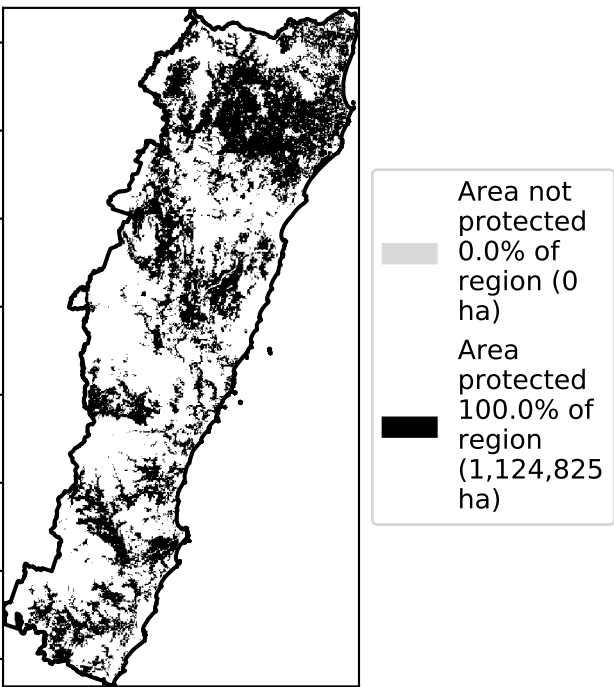 Area not
protected
0.0% of
region (0
ha)
Area
protected
100.0% of
region
(1,124,825
ha)